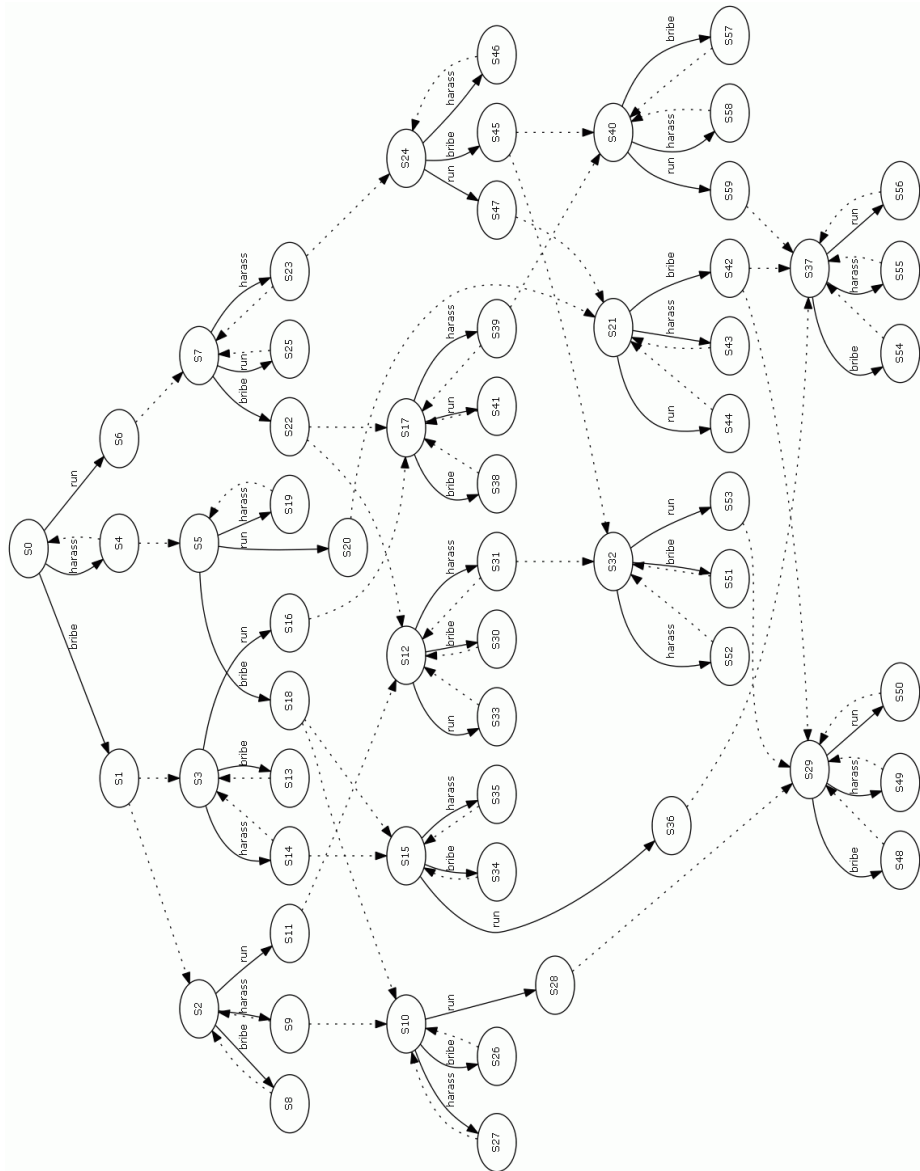 S0
run
harass
bribe
S6
S4
S1
S7
harass
run
bribe
S5
harass
run
bribe
S3
run
bribe
harass
S2
run
harass
bribe
S23
S25
S22
S19
S20
S16
S18
S13
S14
S11
S9
S8
S24
harass
bribe
run
S17
harass
run
bribe
S12
harass
bribe
run
S15
harass
bribe
run
S10
run
bribe
harass
S46
S45
S47
S39
S41
S38
S31
S30
S33
S35
S34
S28
S26
S27
S40
bribe
harass
run
S21
bribe
harass
run
S32
run
bribe
harass
S36
S57
S58
S59
S42
S43
S44
S53
S51
S52
S37
run
harass
bribe
S29
run
harass
bribe
S56
S55
S54
S50
S49
S48